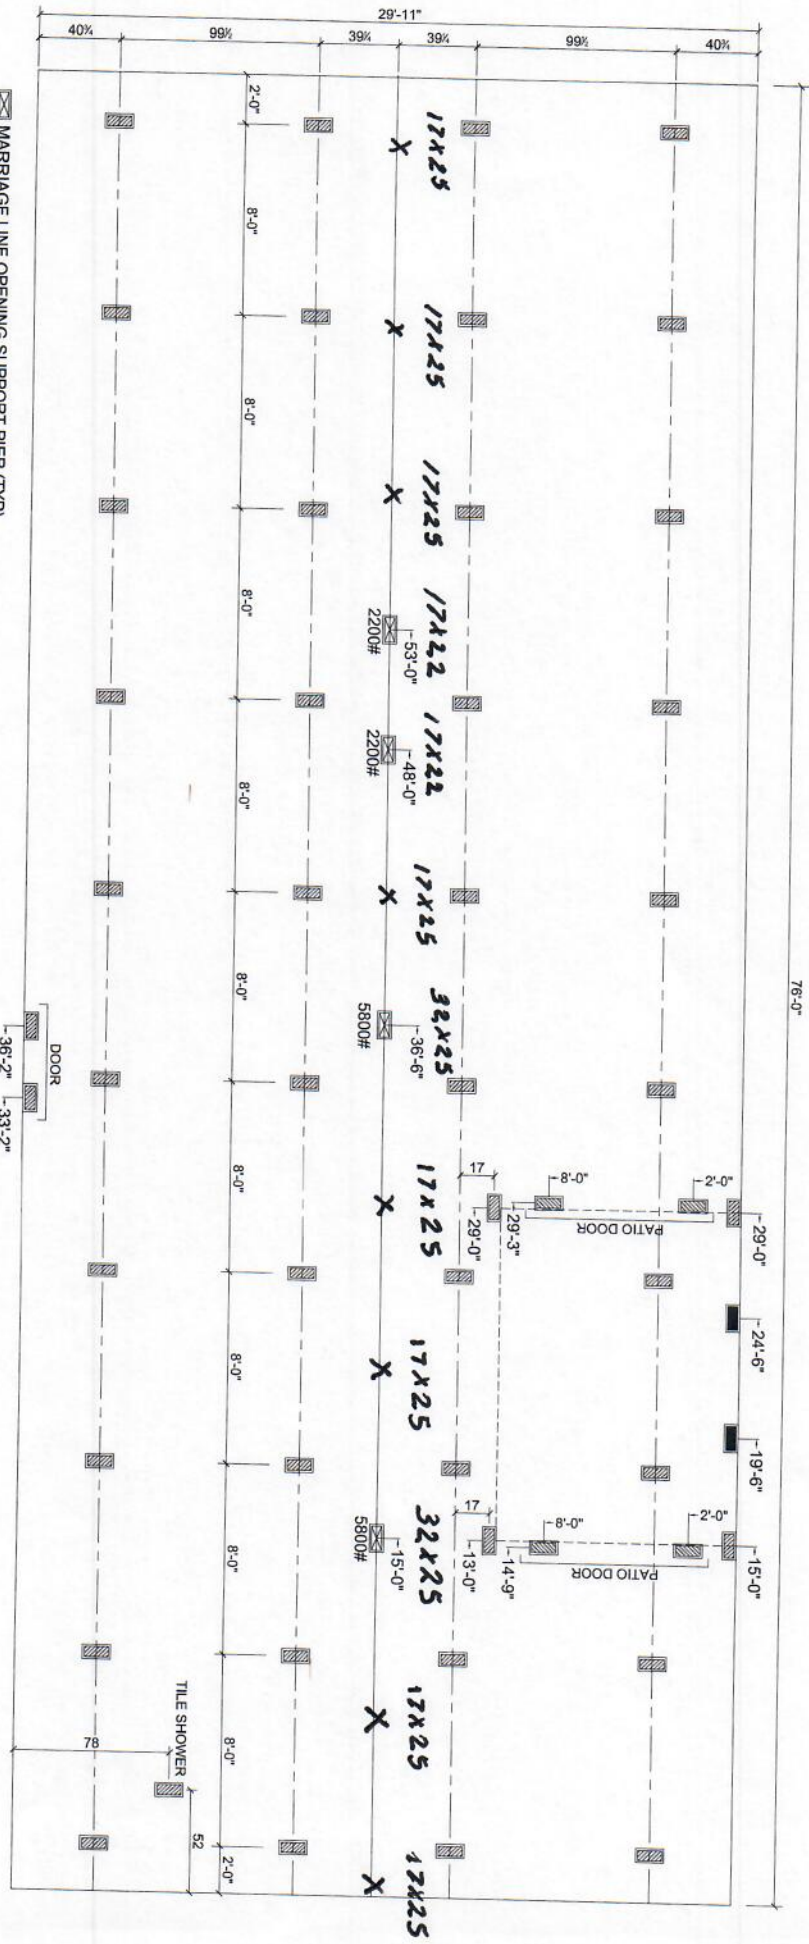 29'-11"
40¾
99½
39¼
39¼
99½
40¾
76'-0"
2'-0"
8'-0"
8'-0"
8'-0"
8'-0"
8'-0"
8'-0"
8'-0"
8'-0"
8'-0"
2'-0"
17X25
17X25
17X25
17X22
17X22
17X25
32X25
17X25
17X25
32X25
17X25
17X25
X
X
X
53'-0"
2200#
48'-0"
2200#
X
36'-6"
5800#
X
X
15'-0"
5800#
X
X
17
29'-0"
29'-3"
8'-0"
2'-0"
PATIO DOOR
29'-0"
24'-6"
19'-6"
17
13'-0"
14'-9"
8'-0"
2'-0"
PATIO DOOR
15'-0"
DOOR
36'-2"
33'-2"
TILE SHOWER
78
52
MARRIAGE LINE OPENING SUPPORT PIER (TYP)